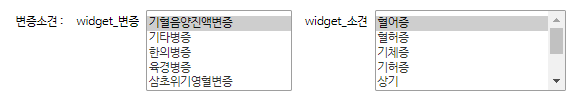 변증소견 : widget_변증 기혈음양진액변증 widget_소견 혈어증
기타병증 혈허증
한의병증 기체증
육경병증 기허증
삼초위기영혈변증 상기